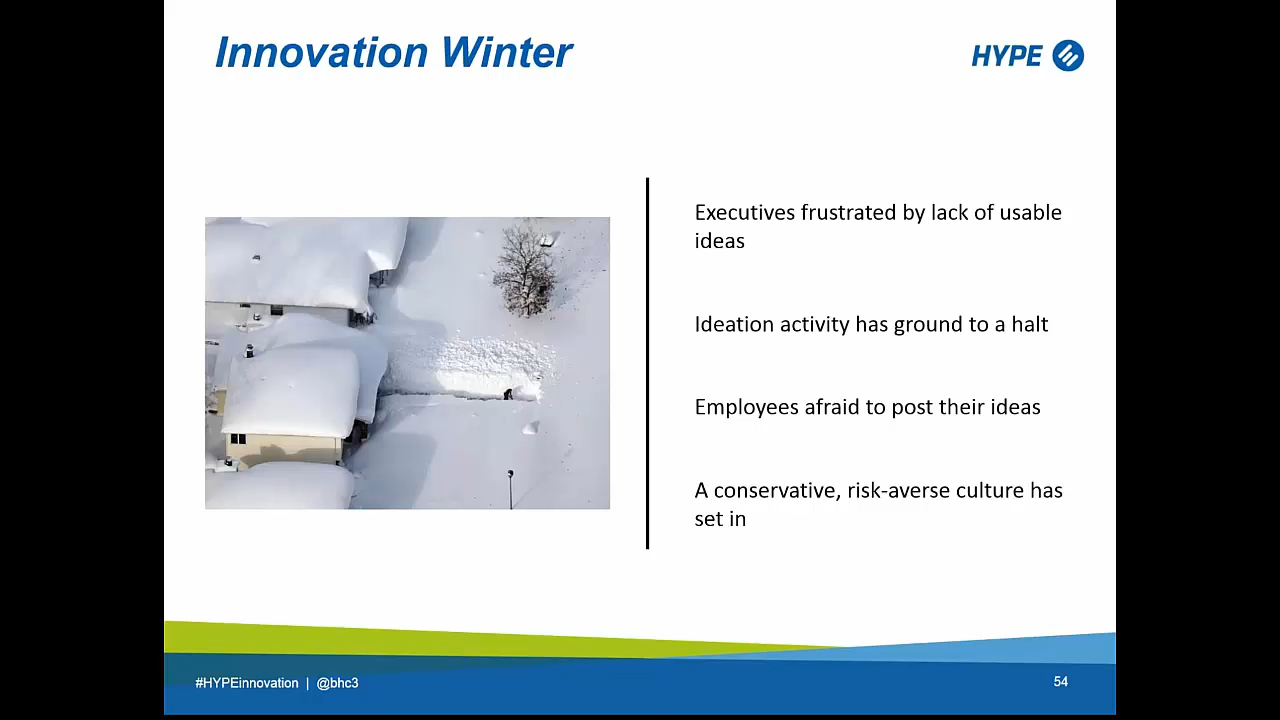 Innovation Winter
HYPE
Executives frustrated by lack of usable
ideas
Ideation activity has ground to a halt
Employees afraid to post their ideas
A conservative, risk-averse culture has
set in
#HYPEinnovation | @bhc3
54